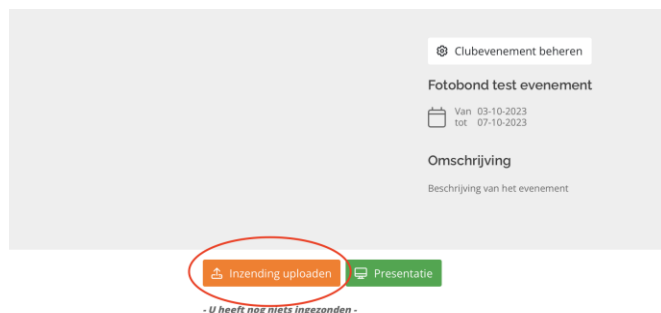 Clubevenement beheren
Fotobond test evenement
Van 03-10-2023
tot 07-10-2023
Omschrijving
Beschrijving van het evenement
Inzending uploaden Presentatie
- U heeft nog niets ingezonden -